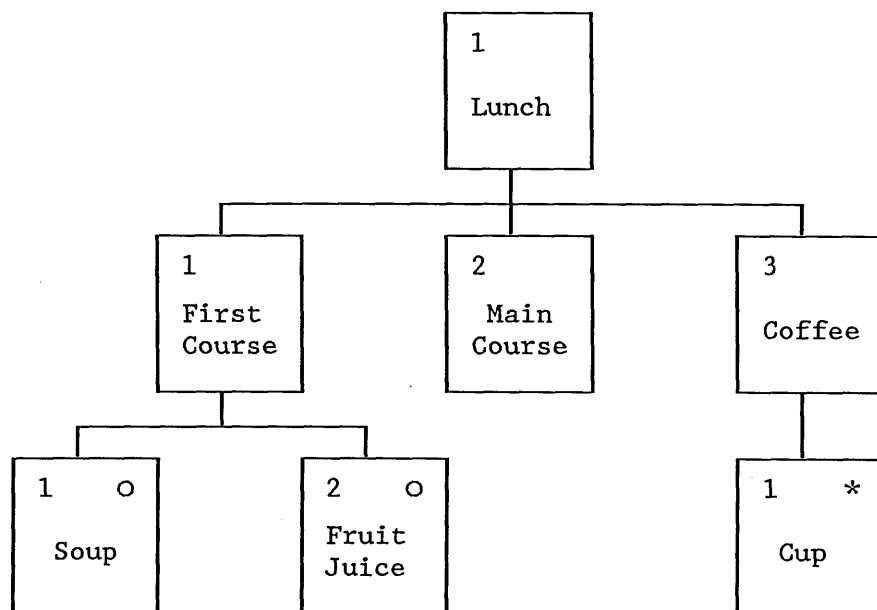 1
Lunch
1
First
Course
2
Main
Course
3
Coffee
1 O
Soup
2 O
Fruit
Juice
1 *
Cup